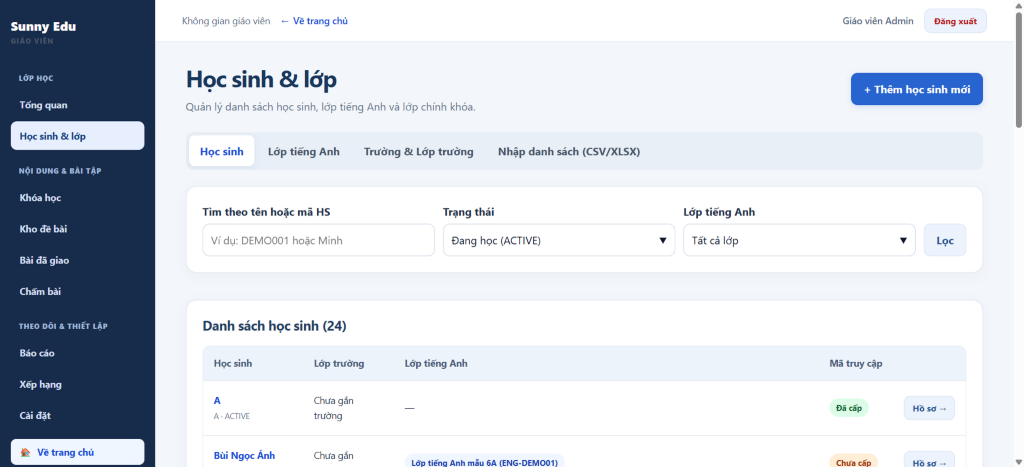 Sunny Edu
GIÁO VIÊN
LỚP HỌC
Tổng quan
Học sinh & lớp
NỘI DUNG & BÀI TẬP
Khóa học
Kho đề bài
Bài đã giao
Chấm bài
THEO DÕI & THIẾT LẬP
Báo cáo
Xếp hạng
Cài đặt
Về trang chủ
Không gian giáo viên ← Về trang chủ
Giáo viên Admin Đăng xuất
Học sinh & lớp
Quản lý danh sách học sinh, lớp tiếng Anh và lớp chính khóa.
+ Thêm học sinh mới
Học sinh Lớp tiếng Anh Trường & Lớp trường Nhập danh sách (CSV/XLSX)
Tìm theo tên hoặc mã HS Trạng thái Lớp tiếng Anh
Ví dụ: DEMO001 hoặc Minh Đang học (ACTIVE) ▼ Tất cả lớp ▼ Lọc
Danh sách học sinh (24)
Học sinh Lớp trường Lớp tiếng Anh Mã truy cập
A
A · ACTIVE
Chưa gắn
trường
—
Đã cấp
Hồ sơ →
Bùi Ngọc Ánh
Chưa gắn
Lớp tiếng Anh mẫu 6A (ENG-DEMO01)
Chưa cấp
Hồ sơ →